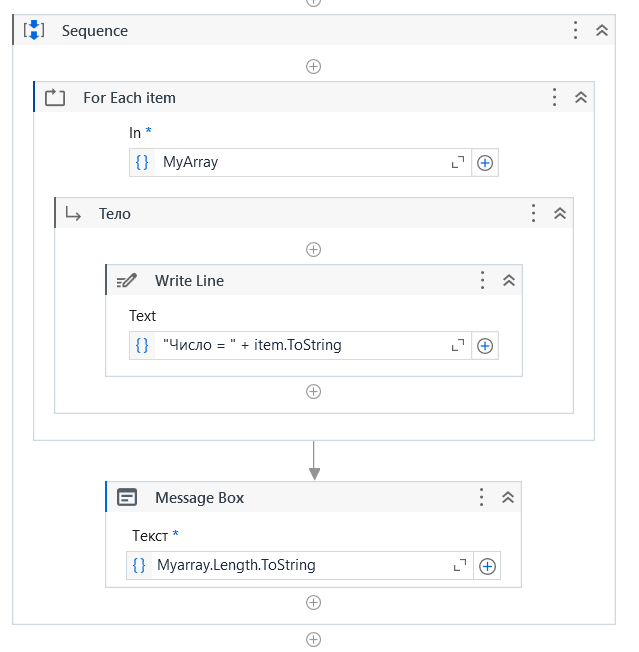 Sequence
For Each item
In *
{} MyArray
Тело
Write Line
Text
{} "Число = " + item.ToString
Message Box
Текст *
{} Myarray.Length.ToString